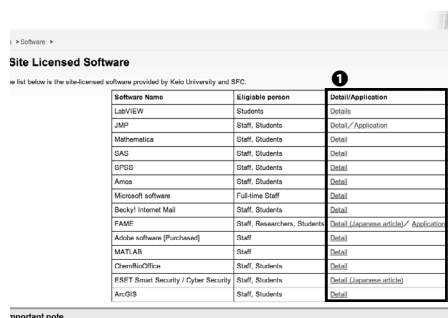 ▸ Software ▸
Site Licensed Software
list below is the site-licensed software provided by Keio University and SFC.
❶
Software Name Eligiable person Detail/Application
LabVIEW Students Details
JMP Staff, Students Detail／Application
Mathematica Staff, Students Detail
SAS Staff, Students Detail
SPSS Staff, Students Detail
Amos Staff, Students Detail
Microsoft software Full-time Staff Detail
Becky! Internet Mail Staff, Students Detail
FAME Staff, Researchers, Students Detail (Japanese article)／ Application
Adobe software [Purchased] Staff Detail
MATLAB Staff Detail
ChemBioOffice Staff, Students Detail
ESET Smart Security / Cyber Security Staff, Students Detail (Japanese article)
ArcGIS Staff, Students Detail
mportant note